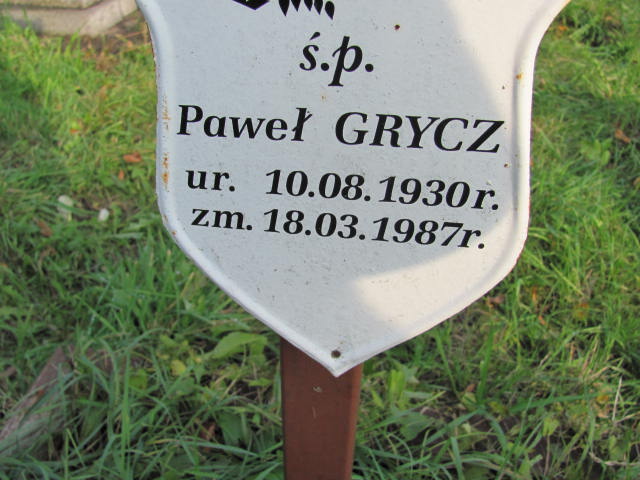 ś.p.
Paweł GRYCZ
ur. 10.08.1930r.
zm. 18.03.1987r.